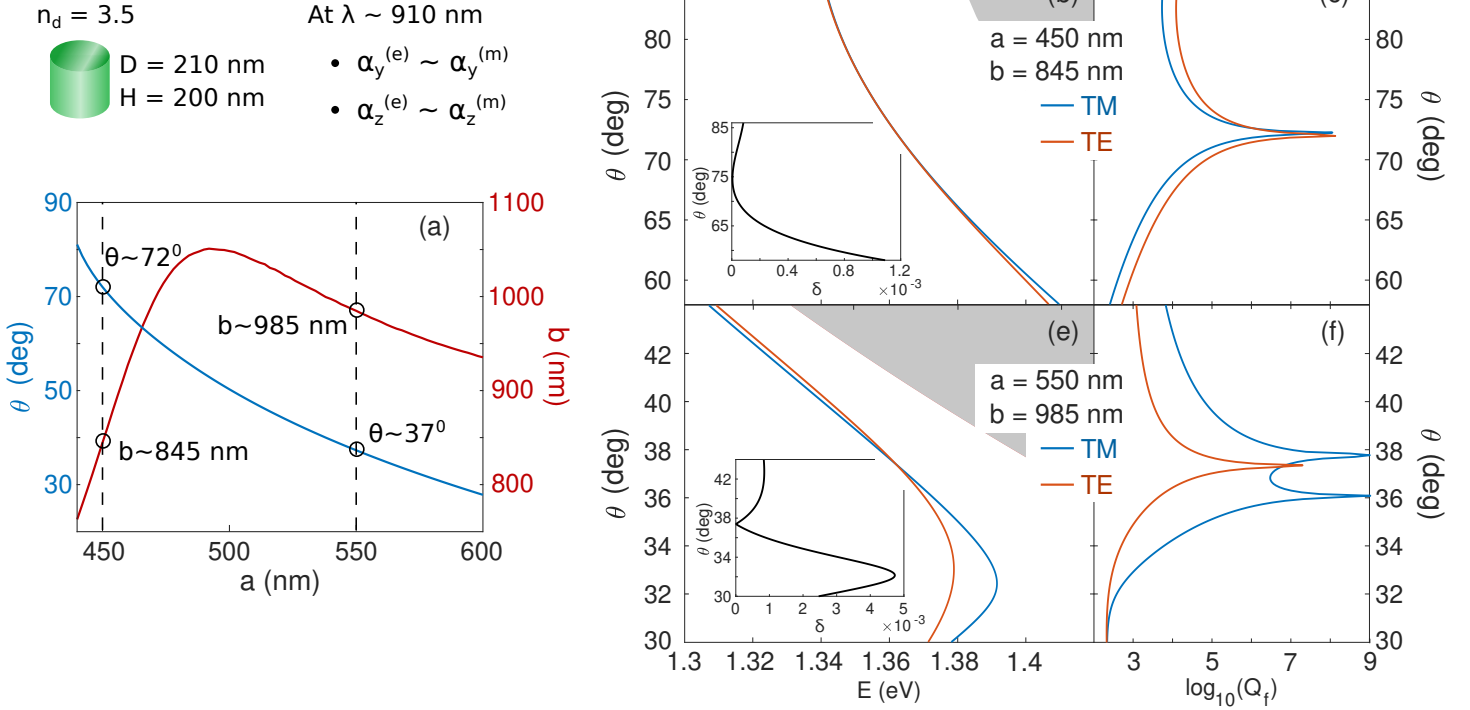 n_d = 3.5
D = 210 nm
H = 200 nm
At λ ~ 910 nm
• α_y^(e) ~ α_y^(m)
• α_z^(e) ~ α_z^(m)
(a)
90
70
50
30
θ (deg)
1100
1000
900
800
b (nm)
450
500
550
600
a (nm)
θ~72⁰
b~985 nm
b~845 nm
θ~37⁰
80
75
70
65
60
θ (deg)
a = 450 nm
b = 845 nm
TM
TE
85
75
65
θ (deg)
0
0.4
0.8
1.2
×10⁻³
δ
80
75
70
65
60
θ (deg)
(e)
42
40
38
36
34
32
30
θ (deg)
a = 550 nm
b = 985 nm
TM
TE
42
38
34
30
θ (deg)
0
1
2
3
4
5
×10⁻³
δ
1.3
1.32
1.34
1.36
1.38
1.4
E (eV)
(f)
42
40
38
36
34
32
30
θ (deg)
3
5
7
9
log₁₀(Q_f)